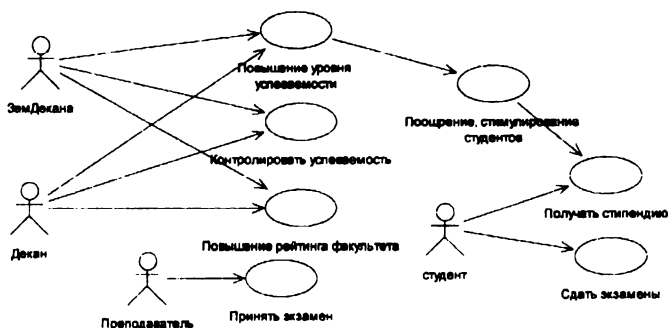 ЗамДекана
Повышение уровня
успеваемости
Поощрение, стимулирование
студентов
Контролировать успеваемость
Получать стипендию
Декан
Повышение рейтинга факультета
студент
Сдать экзамены
Преподаватель
Принять экзамен